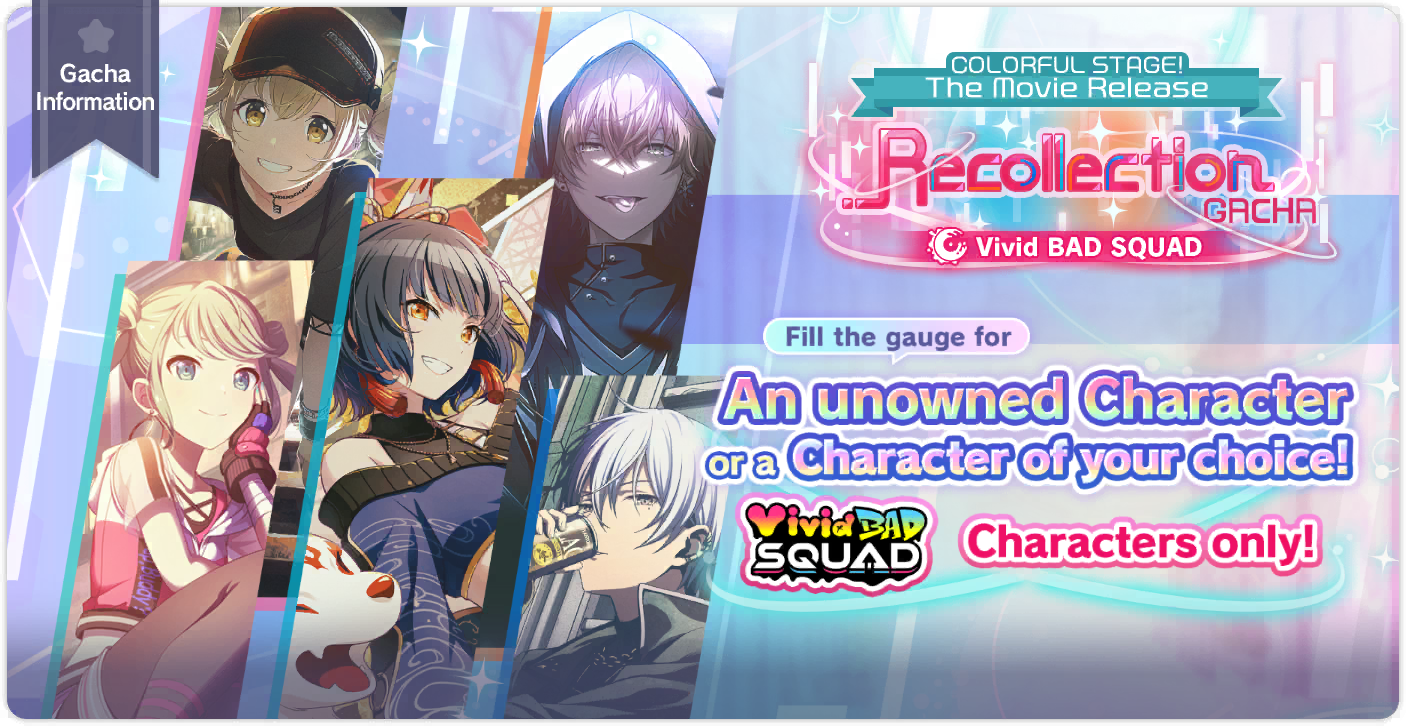 Gacha
Information
COLORFUL STAGE!
The Movie Release
Recollection
GACHA
Vivid BAD SQUAD
Fill the gauge for
An unowned Character
or a Character of your choice!
Vivid BAD
SQUAD
Characters only!